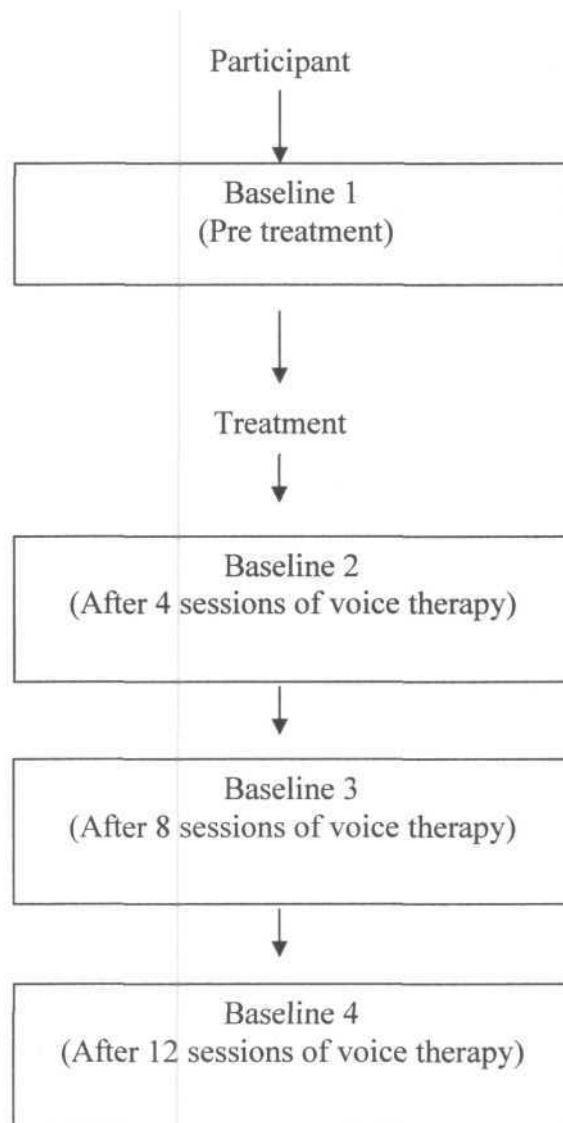 Participant
Baseline 1
(Pre treatment)
Treatment
Baseline 2
(After 4 sessions of voice therapy)
Baseline 3
(After 8 sessions of voice therapy)
Baseline 4
(After 12 sessions of voice therapy)